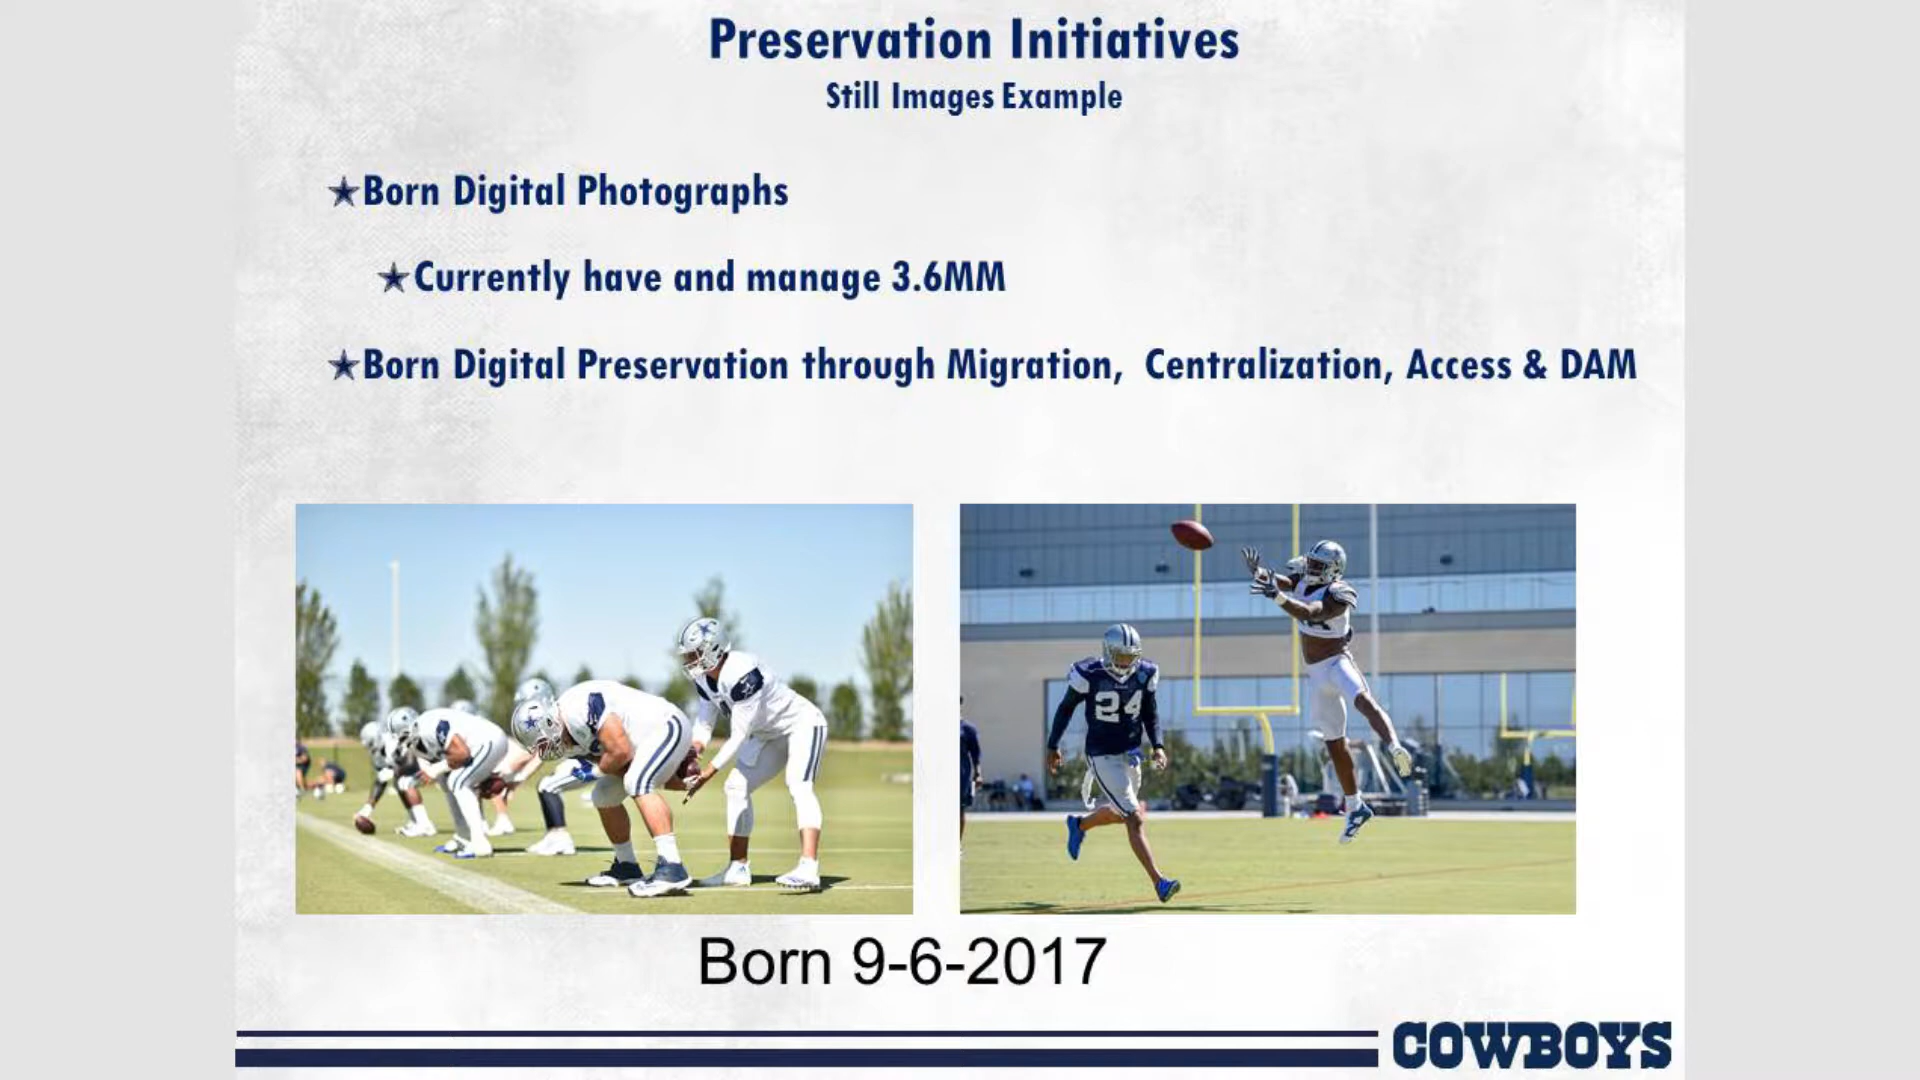 Preservation Initiatives
Still Images Example
Born Digital Photographs
Currently have and manage 3.6MM
Born Digital Preservation through Migration, Centralization, Access & DAM
24
Born 9-6-2017
COWBOYS